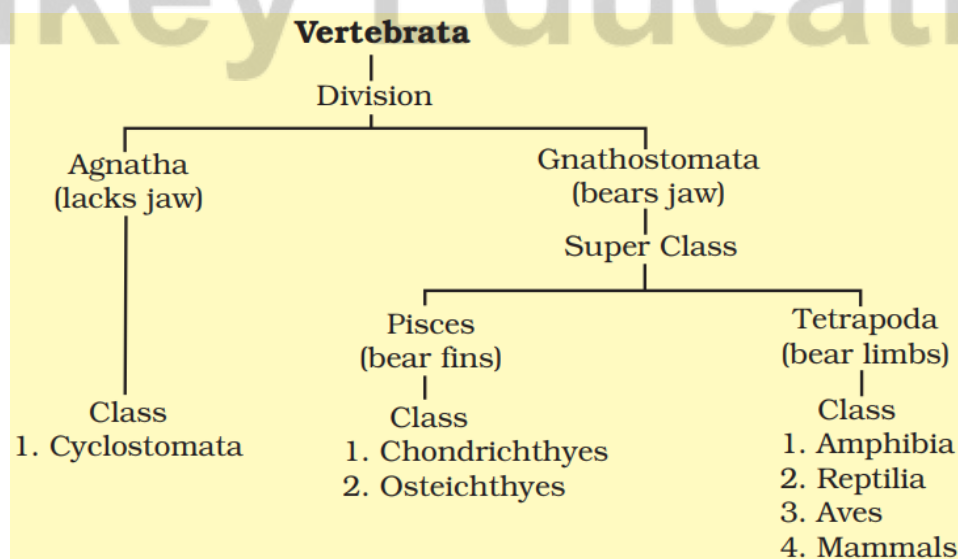 Vertebrata
Division
Agnatha
(lacks jaw)
Gnathostomata
(bears jaw)
Super Class
Pisces
(bear fins)
Tetrapoda
(bear limbs)
Class
1. Cyclostomata
Class
1. Chondrichthyes
2. Osteichthyes
Class
1. Amphibia
2. Reptilia
3. Aves
4. Mammals